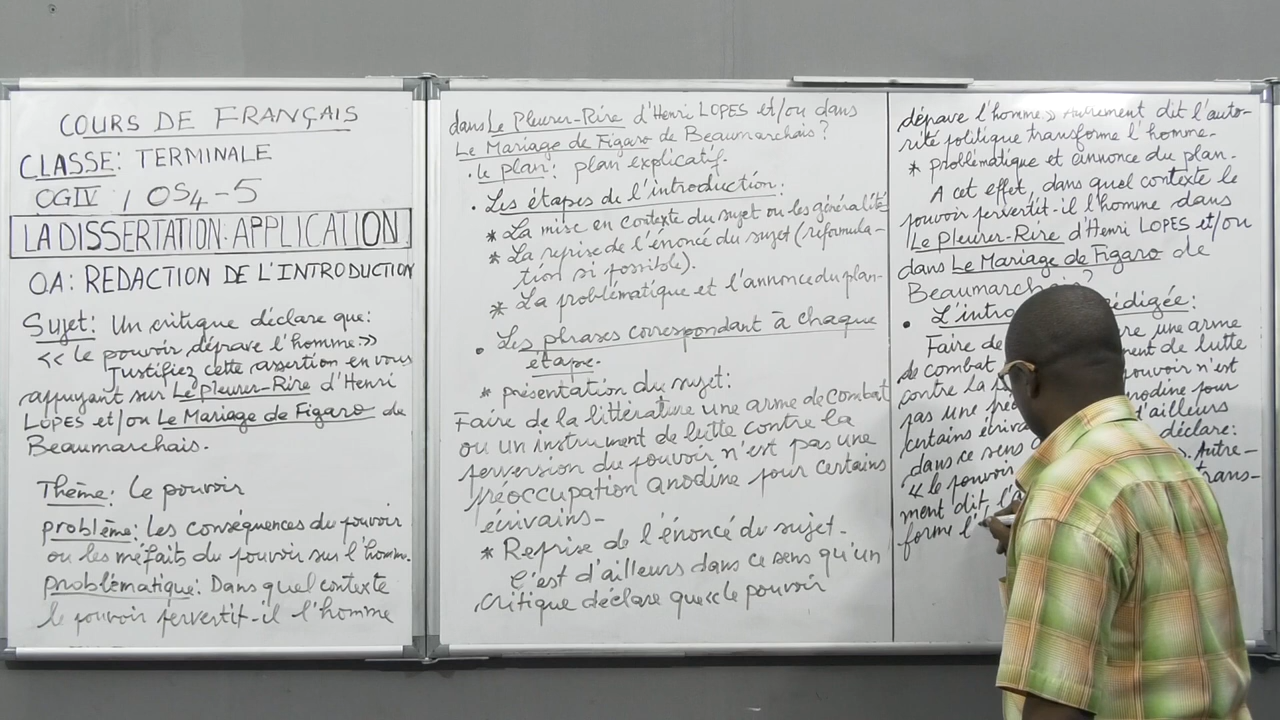 COURS DE FRANÇAIS
CLASSE: TERMINALE
OGIV / OS4-5
LA DISSERTATION: APPLICATION
OA: REDACTION DE L'INTRODUCTION
Sujet: Un critique déclare que:
<< le pouvoir déprave l'homme.>>
Justifiez cette assertion en vous
appuyant sur Le Pleurer-Rire d'Henri
LOPES et/ou Le Mariage de Figaro de
Beaumarchais.
Thème: Le pouvoir
problème: Les conséquences du pouvoir
ou les méfaits du pouvoir sur l'homme.
Problématique: Dans quel contexte
le pouvoir pervertit-il l'homme
dans Le Pleurer-Rire d'Henri LOPES et/ou dans
Le Mariage de Figaro de Beaumarchais?
• le plan: plan explicatif.
• Les étapes de l'introduction:
* La mise en contexte du sujet ou les généralités
* La reprise de l'énoncé du sujet (reformula-
tion si possible).
* La problématique et l'annonce du plan-
• Les phrases correspondant à chaque
étape.
* présentation du sujet:
Faire de la littérature une arme de combat
ou un instrument de lutte contre la
perversion du pouvoir n'est pas une
préoccupation anodine pour certains
écrivains-
* Reprise de l'énoncé du sujet-
C'est d'ailleurs dans ce sens qu'un
critique déclare que << le pouvoir
déprave l'homme.>> Autrement dit l'auto-
rité politique transforme l'homme-
* problématique et annonce du plan-
A cet effet, dans quel contexte le
pouvoir pervertit-il l'homme dans
Le Pleurer-Rire d'Henri LOPES et/ou
dans Le Mariage de Figaro de
Beaumarchais?
• L'intro rédigée:
Faire de une arme
de combat de lutte
contre la pouvoir n'est
pas une anodine pour
certains d'ailleurs
dans ce sens déclare:
<< le pouvoir Autre-
ment dit trans-
forme l'